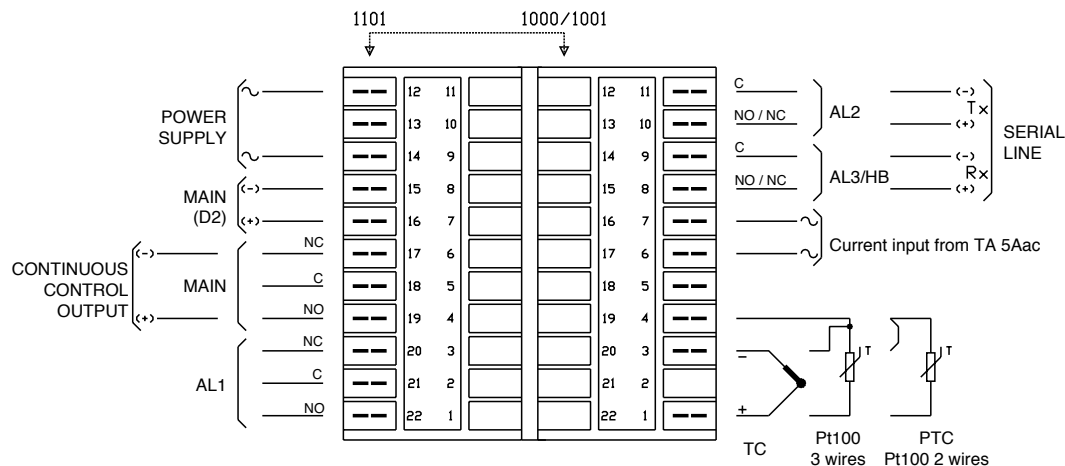 1101 1000/1001
POWER
SUPPLY
MAIN
(D2)
(-)
(+)
CONTINUOUS
CONTROL
OUTPUT
(-)
(+)
MAIN
NC
C
NO
AL1
NC
C
NO
12 11
13 10
14 9
15 8
16 7
17 6
18 5
19 4
20 3
21 2
22 1
12 11
13 10
14 9
15 8
16 7
17 6
18 5
19 4
20 3
21 2
22 1
C
NO / NC
AL2
C
NO / NC
AL3/HB
(-)
Tx
(+)
(-)
Rx
(+)
SERIAL
LINE
Current input from TA 5Aac
−
+
T
T
TC
Pt100
3 wires
PTC
Pt100 2 wires